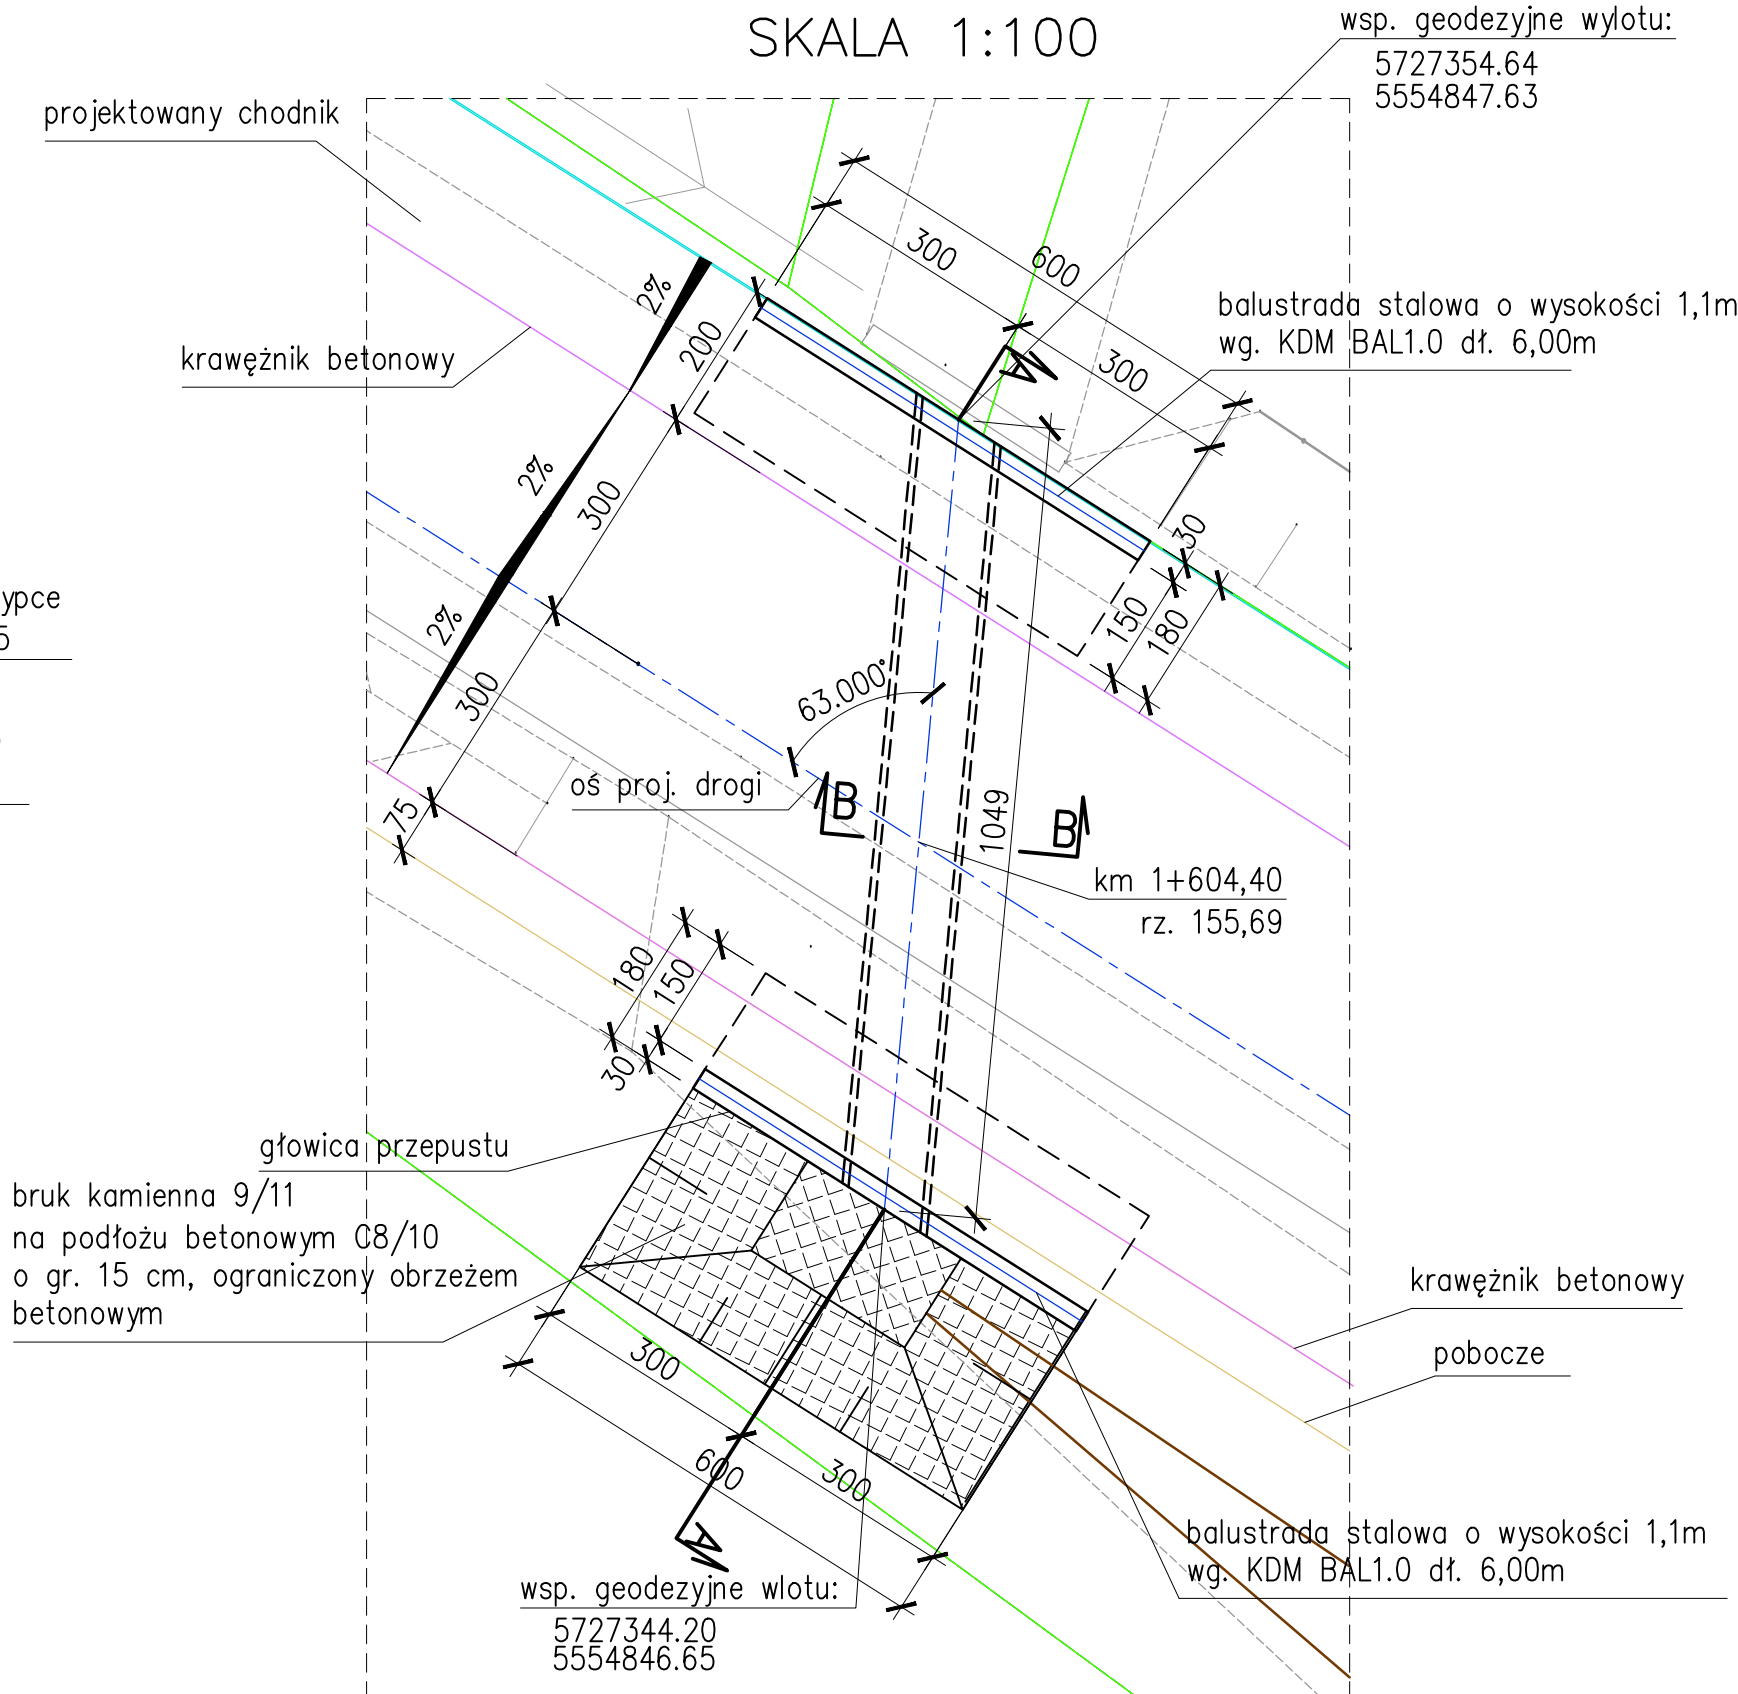 SKALA 1:100
wsp. geodezyjne wylotu:
5727354.64
5554847.63
projektowany chodnik
300
600
2%
200
balustrada stalowa o wysokości 1,1m
wg. KDM BAL1.0 dł. 6,00m
krawężnik betonowy
A
300
2%
300
30
ypce
5
2%
150
180
300
63.000°
oś proj. drogi
B
B
75
1049
km 1+604,40
rz. 155,69
180
150
30
głowica przepustu
bruk kamienna 9/11
na podłożu betonowym C8/10
o gr. 15 cm, ograniczony obrzeżem
betonowym
krawężnik betonowy
pobocze
300
600
300
A
balustrada stalowa o wysokości 1,1m
wg. KDM BAL1.0 dł. 6,00m
wsp. geodezyjne wlotu:
5727344.20
5554846.65